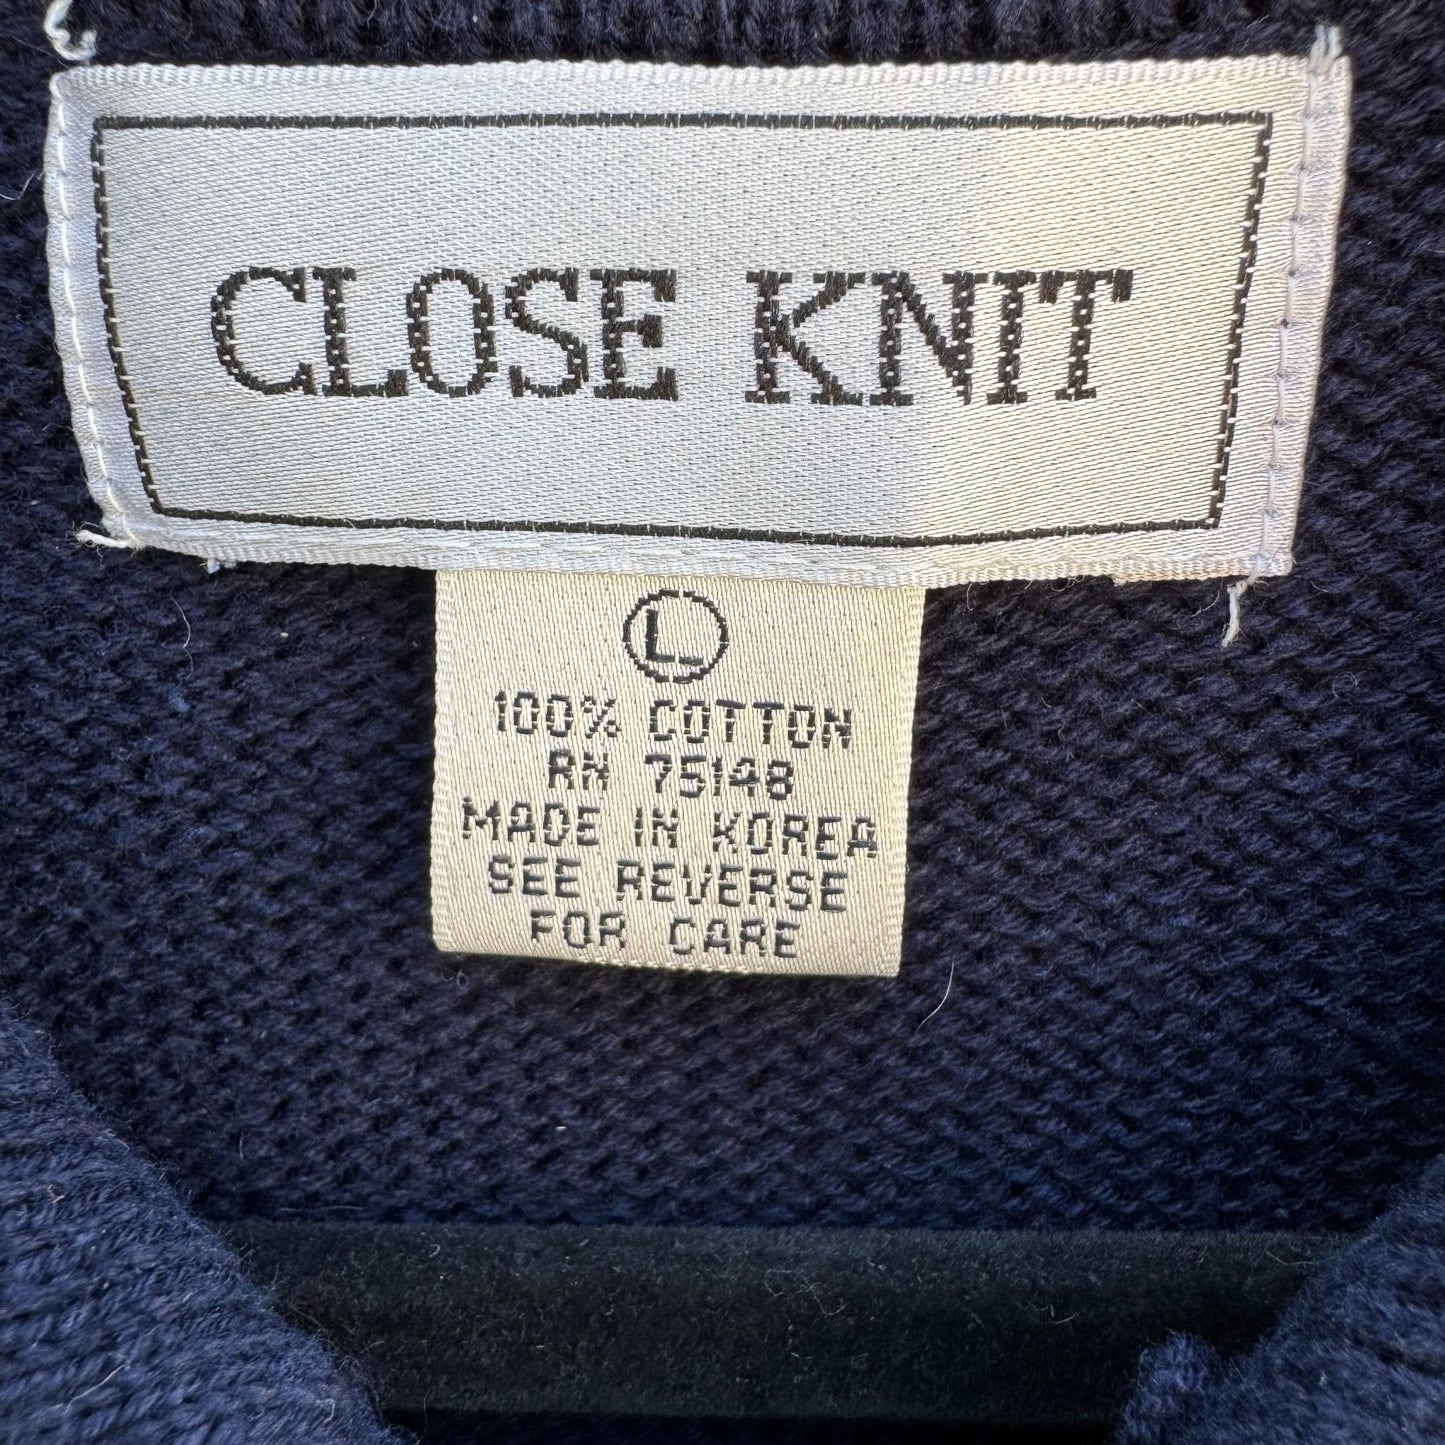 CLOSE KNIT
L
100% COTTON
RN 75148
MADE IN KOREA
SEE REVERSE
FOR CARE